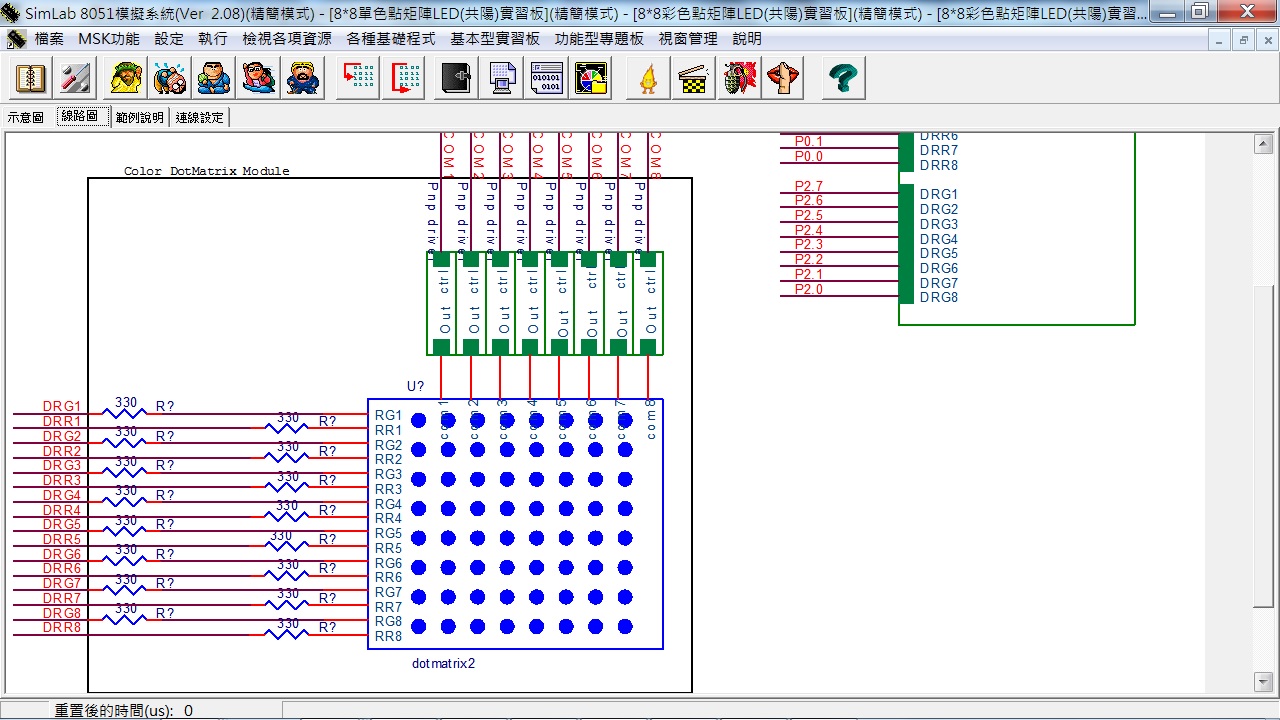 SimLab 8051模擬系統(Ver 2.08)(精簡模式) - [8*8單色點矩陣LED(共陽)實習板](精簡模式) - [8*8彩色點矩陣LED(共陽)實習板](精簡模式) - [8*8彩色點矩陣LED(共陽)實習...
檔案 MSK功能 設定 執行 檢視各項資源 各種基礎程式 基本型實習板 功能型專題板 視窗管理 說明
示意圖 線路圖 範例說明 連線設定
Color DotMatrix Module
COM1 COM2 COM3 COM4 COM5 COM6 COM7 COM8
Pnp drive Pnp drive Pnp drive Pnp drive Pnp drive Pnp drive Pnp drive Pnp drive
Out ctrl Out ctrl Out ctrl Out ctrl Out ctrl Out ctrl Out ctrl Out ctrl
U?
com1 com2 com3 com4 com5 com6 com7 com8
DRG1 330 R? RG1
DRR1 330 R? RR1
DRG2 330 R? RG2
DRR2 330 R? RR2
DRG3 330 R? RG3
DRR3 330 R? RR3
DRG4 330 R? RG4
DRR4 330 R? RR4
DRG5 330 R? RG5
DRR5 330 R? RR5
DRG6 330 R? RG6
DRR6 330 R? RR6
DRG7 330 R? RG7
DRR7 330 R? RR7
DRG8 330 R? RG8
DRR8 330 R? RR8
dotmatrix2
DRR6
P0.1 DRR7
P0.0 DRR8
P2.7 DRG1
P2.6 DRG2
P2.5 DRG3
P2.4 DRG4
P2.3 DRG5
P2.2 DRG6
P2.1 DRG7
P2.0 DRG8
重置後的時間(us): 0